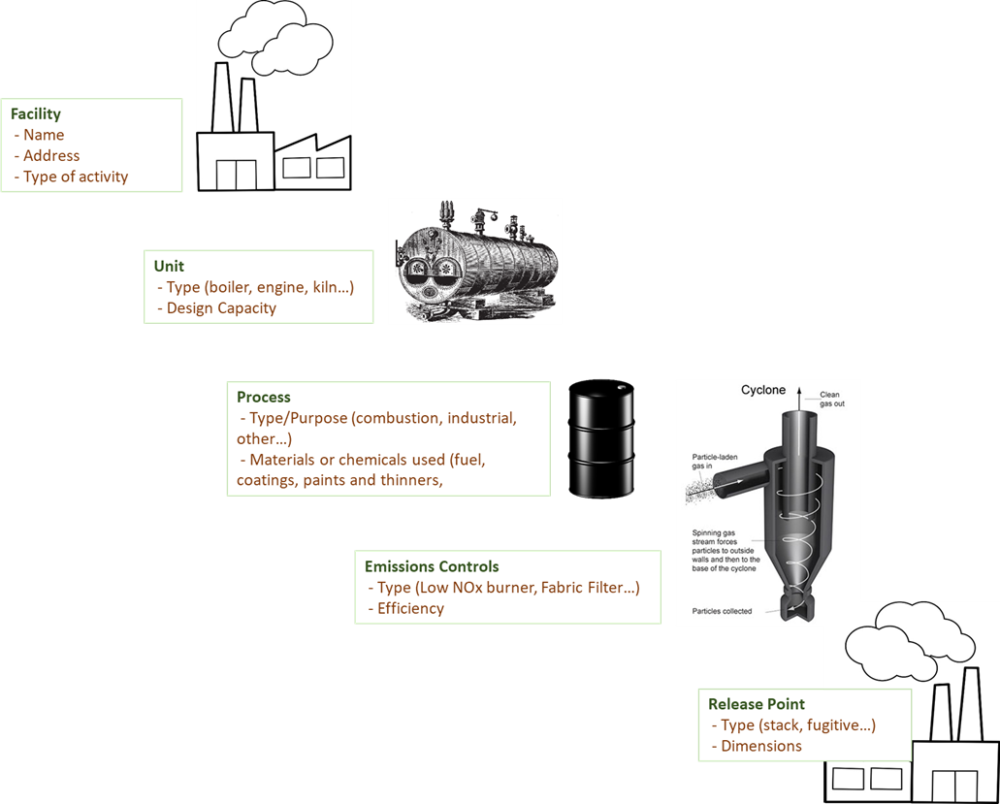 Facility
- Name
- Address
- Type of activity
Unit
- Type (boiler, engine, kiln...)
- Design Capacity
Process
- Type/Purpose (combustion, industrial,
other...)
- Materials or chemicals used (fuel,
coatings, paints and thinners,
Cyclone
Clean
gas out
Particle-laden
gas in
Spinning gas
stream forces
particles to outside
walls and then to the
base of the cyclone
Particles collected
Emissions Controls
- Type (Low NOx burner, Fabric Filter...)
- Efficiency
Release Point
- Type (stack, fugitive...)
- Dimensions